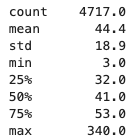 count 4717.0
mean 44.4
std 18.9
min 3.0
25% 32.0
50% 41.0
75% 53.0
max 340.0